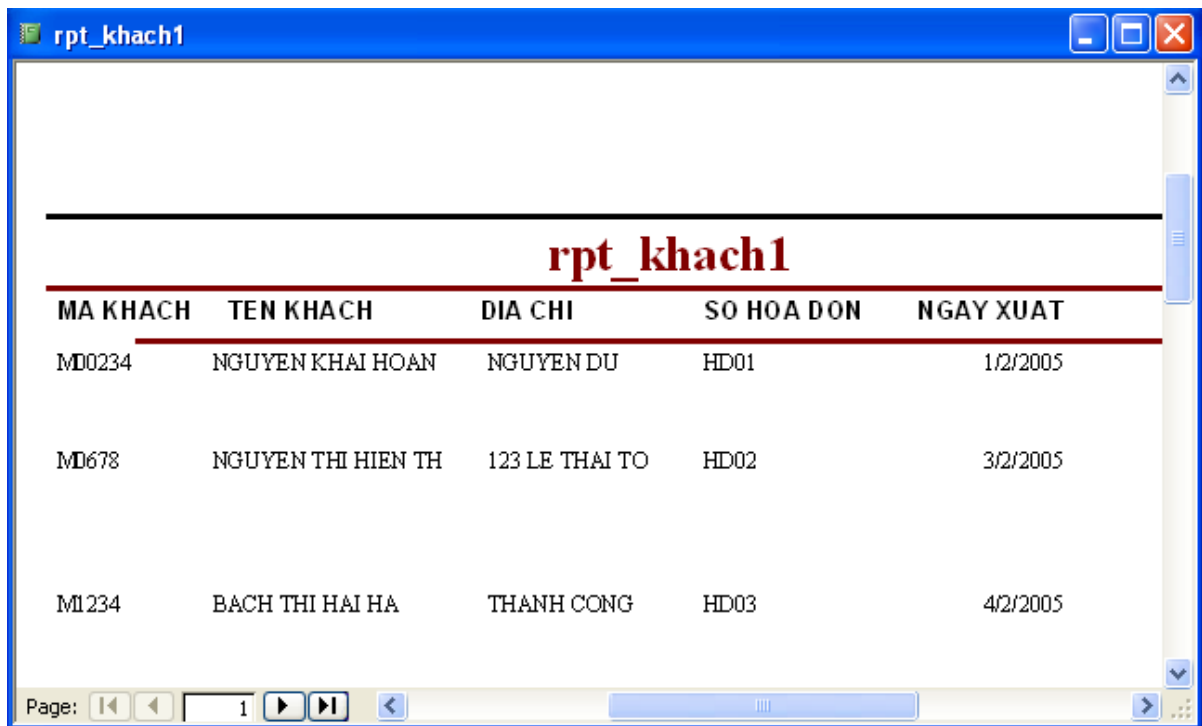 rpt_khach1
rpt_khach1
MA KHACH TEN KHACH DIA CHI SO HOA DON NGAY XUAT
M00234 NGUYEN KHAI HOAN NGUYEN DU HD01 1/2/2005
M0678 NGUYEN THI HIEN TH 123 LE THAI TO HD02 3/2/2005
M1234 BACH THI HAI HA THANH CONG HD03 4/2/2005
Page: 1